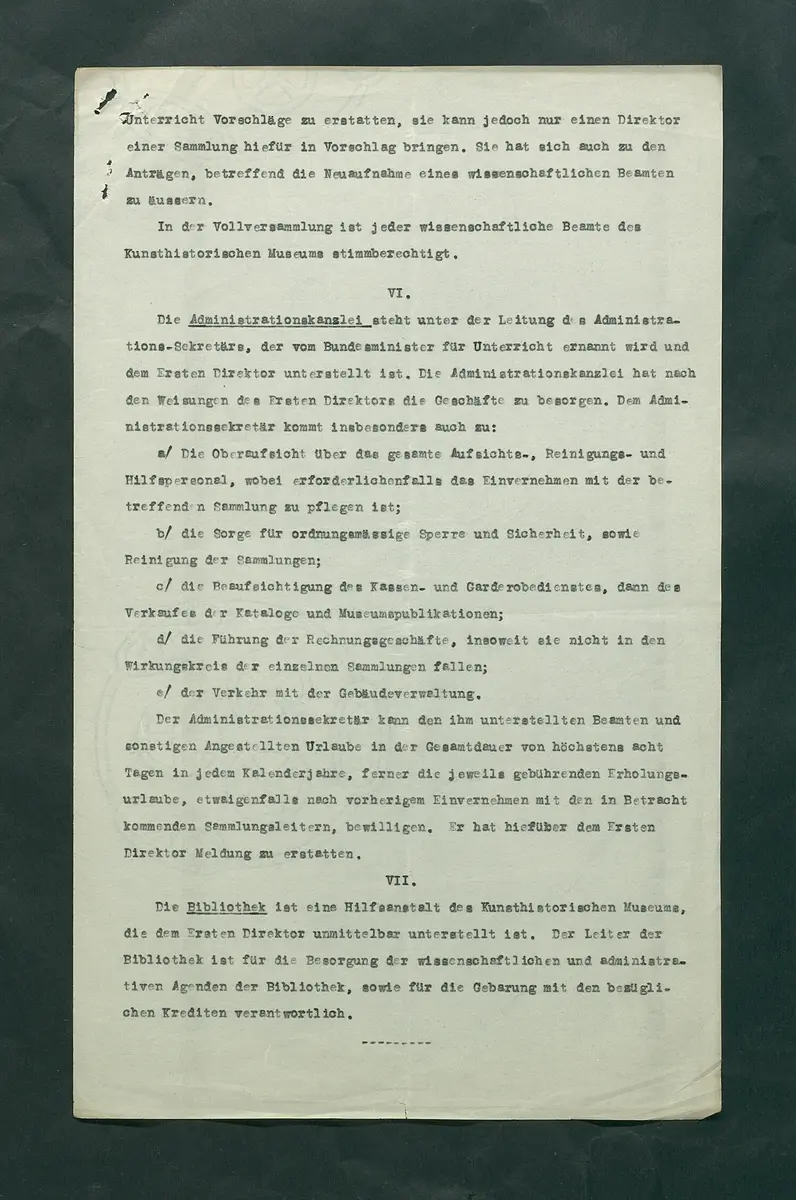 Unterricht Vorschläge zu erstatten, sie kann jedoch nur einen Direktor
einer Sammlung hiefür in Vorschlag bringen. Sie hat sich auch zu den
Anträgen, betreffend die Neuaufnahme eines wissenschaftlichen Beamten
zu äussern.
In der Vollversammlung ist jeder wissenschaftliche Beamte des
Kunsthistorischen Museums stimmberechtigt.
VI.
Die Administrationskanzlei steht unter der Leitung des Administra-
tions-Sekretärs, der vom Bundesminister für Unterricht ernannt wird und
dem Ersten Direktor unterstellt ist. Die Administrationskanzlei hat nach
den Weisungen des Ersten Direktors die Geschäfte zu besorgen. Dem Admi-
nistrationssekretär kommt insbesonders auch zu:
a/ Die Oberaufsicht über das gesamte Aufsichts-, Reinigungs- und
Hilfspersonal, wobei erforderlichenfalls das Einvernehmen mit der be-
treffenden Sammlung zu pflegen ist;
b/ die Sorge für ordnungsmässige Sperre und Sicherheit, sowie
Reinigung der Sammlungen;
c/ die Beaufsichtigung des Kassen- und Garderobedienstes, dann des
Verkaufes der Kataloge und Museumspublikationen;
d/ die Führung der Rechnungsgeschäfte, insoweit sie nicht in den
Wirkungskreis der einzelnen Sammlungen fallen;
e/ der Verkehr mit der Gebäudeverwaltung.
Der Administrationssekretär kann den ihm unterstellten Beamten und
sonstigen Angestellten Urlaube in der Gesamtdauer von höchstens acht
Tagen in jedem Kalenderjahre, ferner die jeweils gebührenden Erholungs-
urlaube, etwaigenfalls nach vorherigem Einvernehmen mit den in Betracht
kommenden Sammlungsleitern, bewilligen. Er hat hiefüber dem Ersten
Direktor Meldung zu erstatten.
VII.
Die Bibliothek ist eine Hilfsanstalt des Kunsthistorischen Museums,
die dem Ersten Direktor unmittelbar unterstellt ist. Der Leiter der
Bibliothek ist für die Besorgung der wissenschaftlichen und administra-
tiven Agenden der Bibliothek, sowie für die Gebarung mit den bezügli-
chen Krediten verantwortlich.
---------